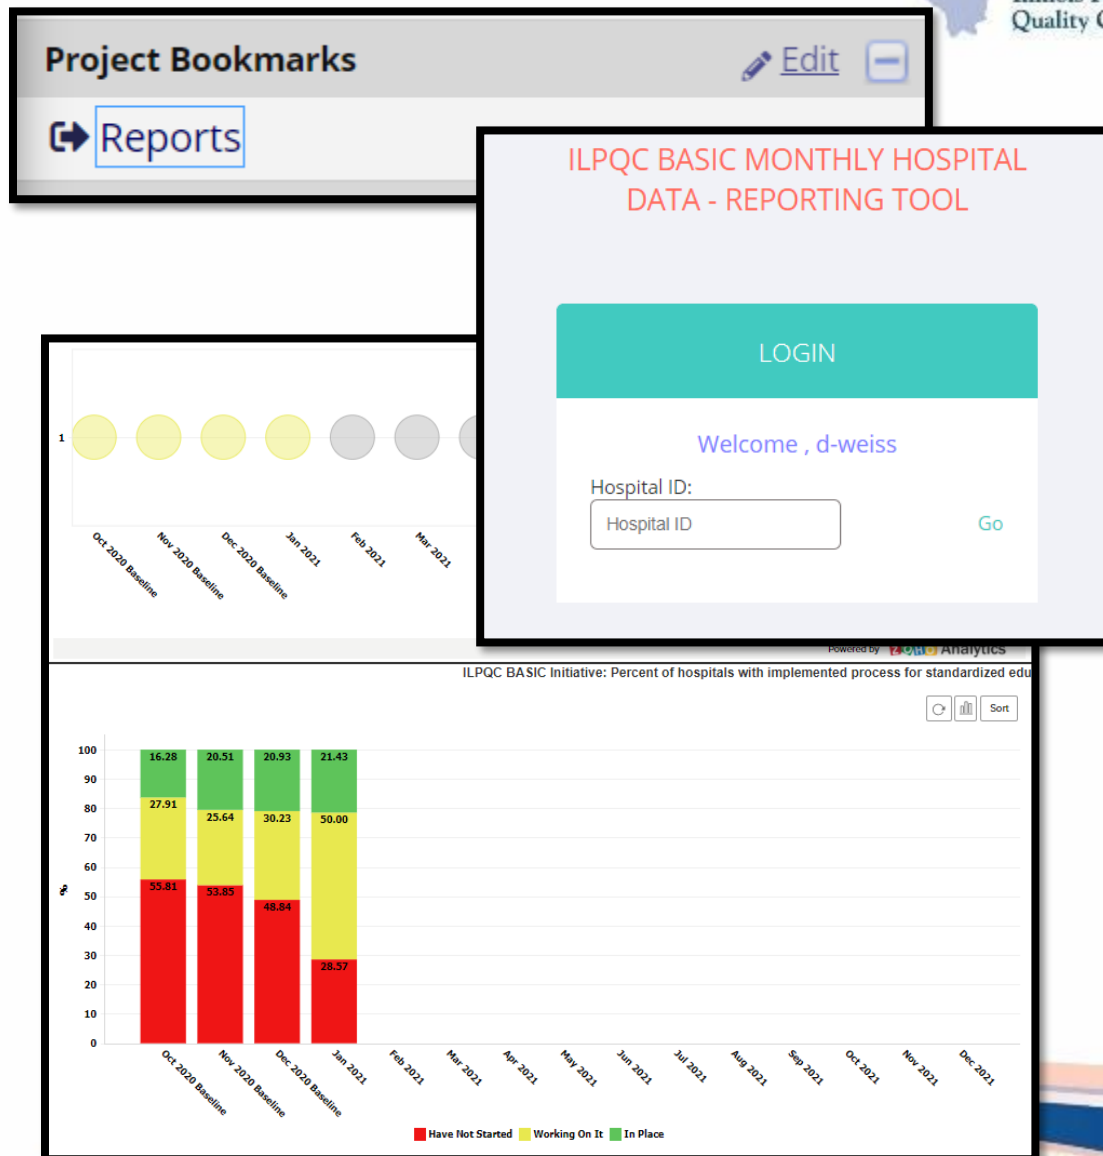 Quality
Project Bookmarks
Edit
Reports
ILPQC BASIC MONTHLY HOSPITAL
DATA - REPORTING TOOL
LOGIN
Welcome , d-weiss
Hospital ID:
Hospital ID
Go
1
Oct 2020 Baseline
Nov 2020 Baseline
Dec 2020 Baseline
Jan 2021
Feb 2021
Mar 2021
Powered by ZOHO Analytics
ILPQC BASIC Initiative: Percent of hospitals with implemented process for standardized edu
Sort
100
90
80
70
60
50
40
30
20
10
0
%
16.28 20.51 20.93 21.43
27.91 25.64 30.23 50.00
55.81 53.85 48.84 28.57
Oct 2020 Baseline
Nov 2020 Baseline
Dec 2020 Baseline
Jan 2021
Feb 2021
Mar 2021
Apr 2021
May 2021
Jun 2021
Jul 2021
Aug 2021
Sep 2021
Oct 2021
Nov 2021
Dec 2021
Have Not Started Working On It In Place